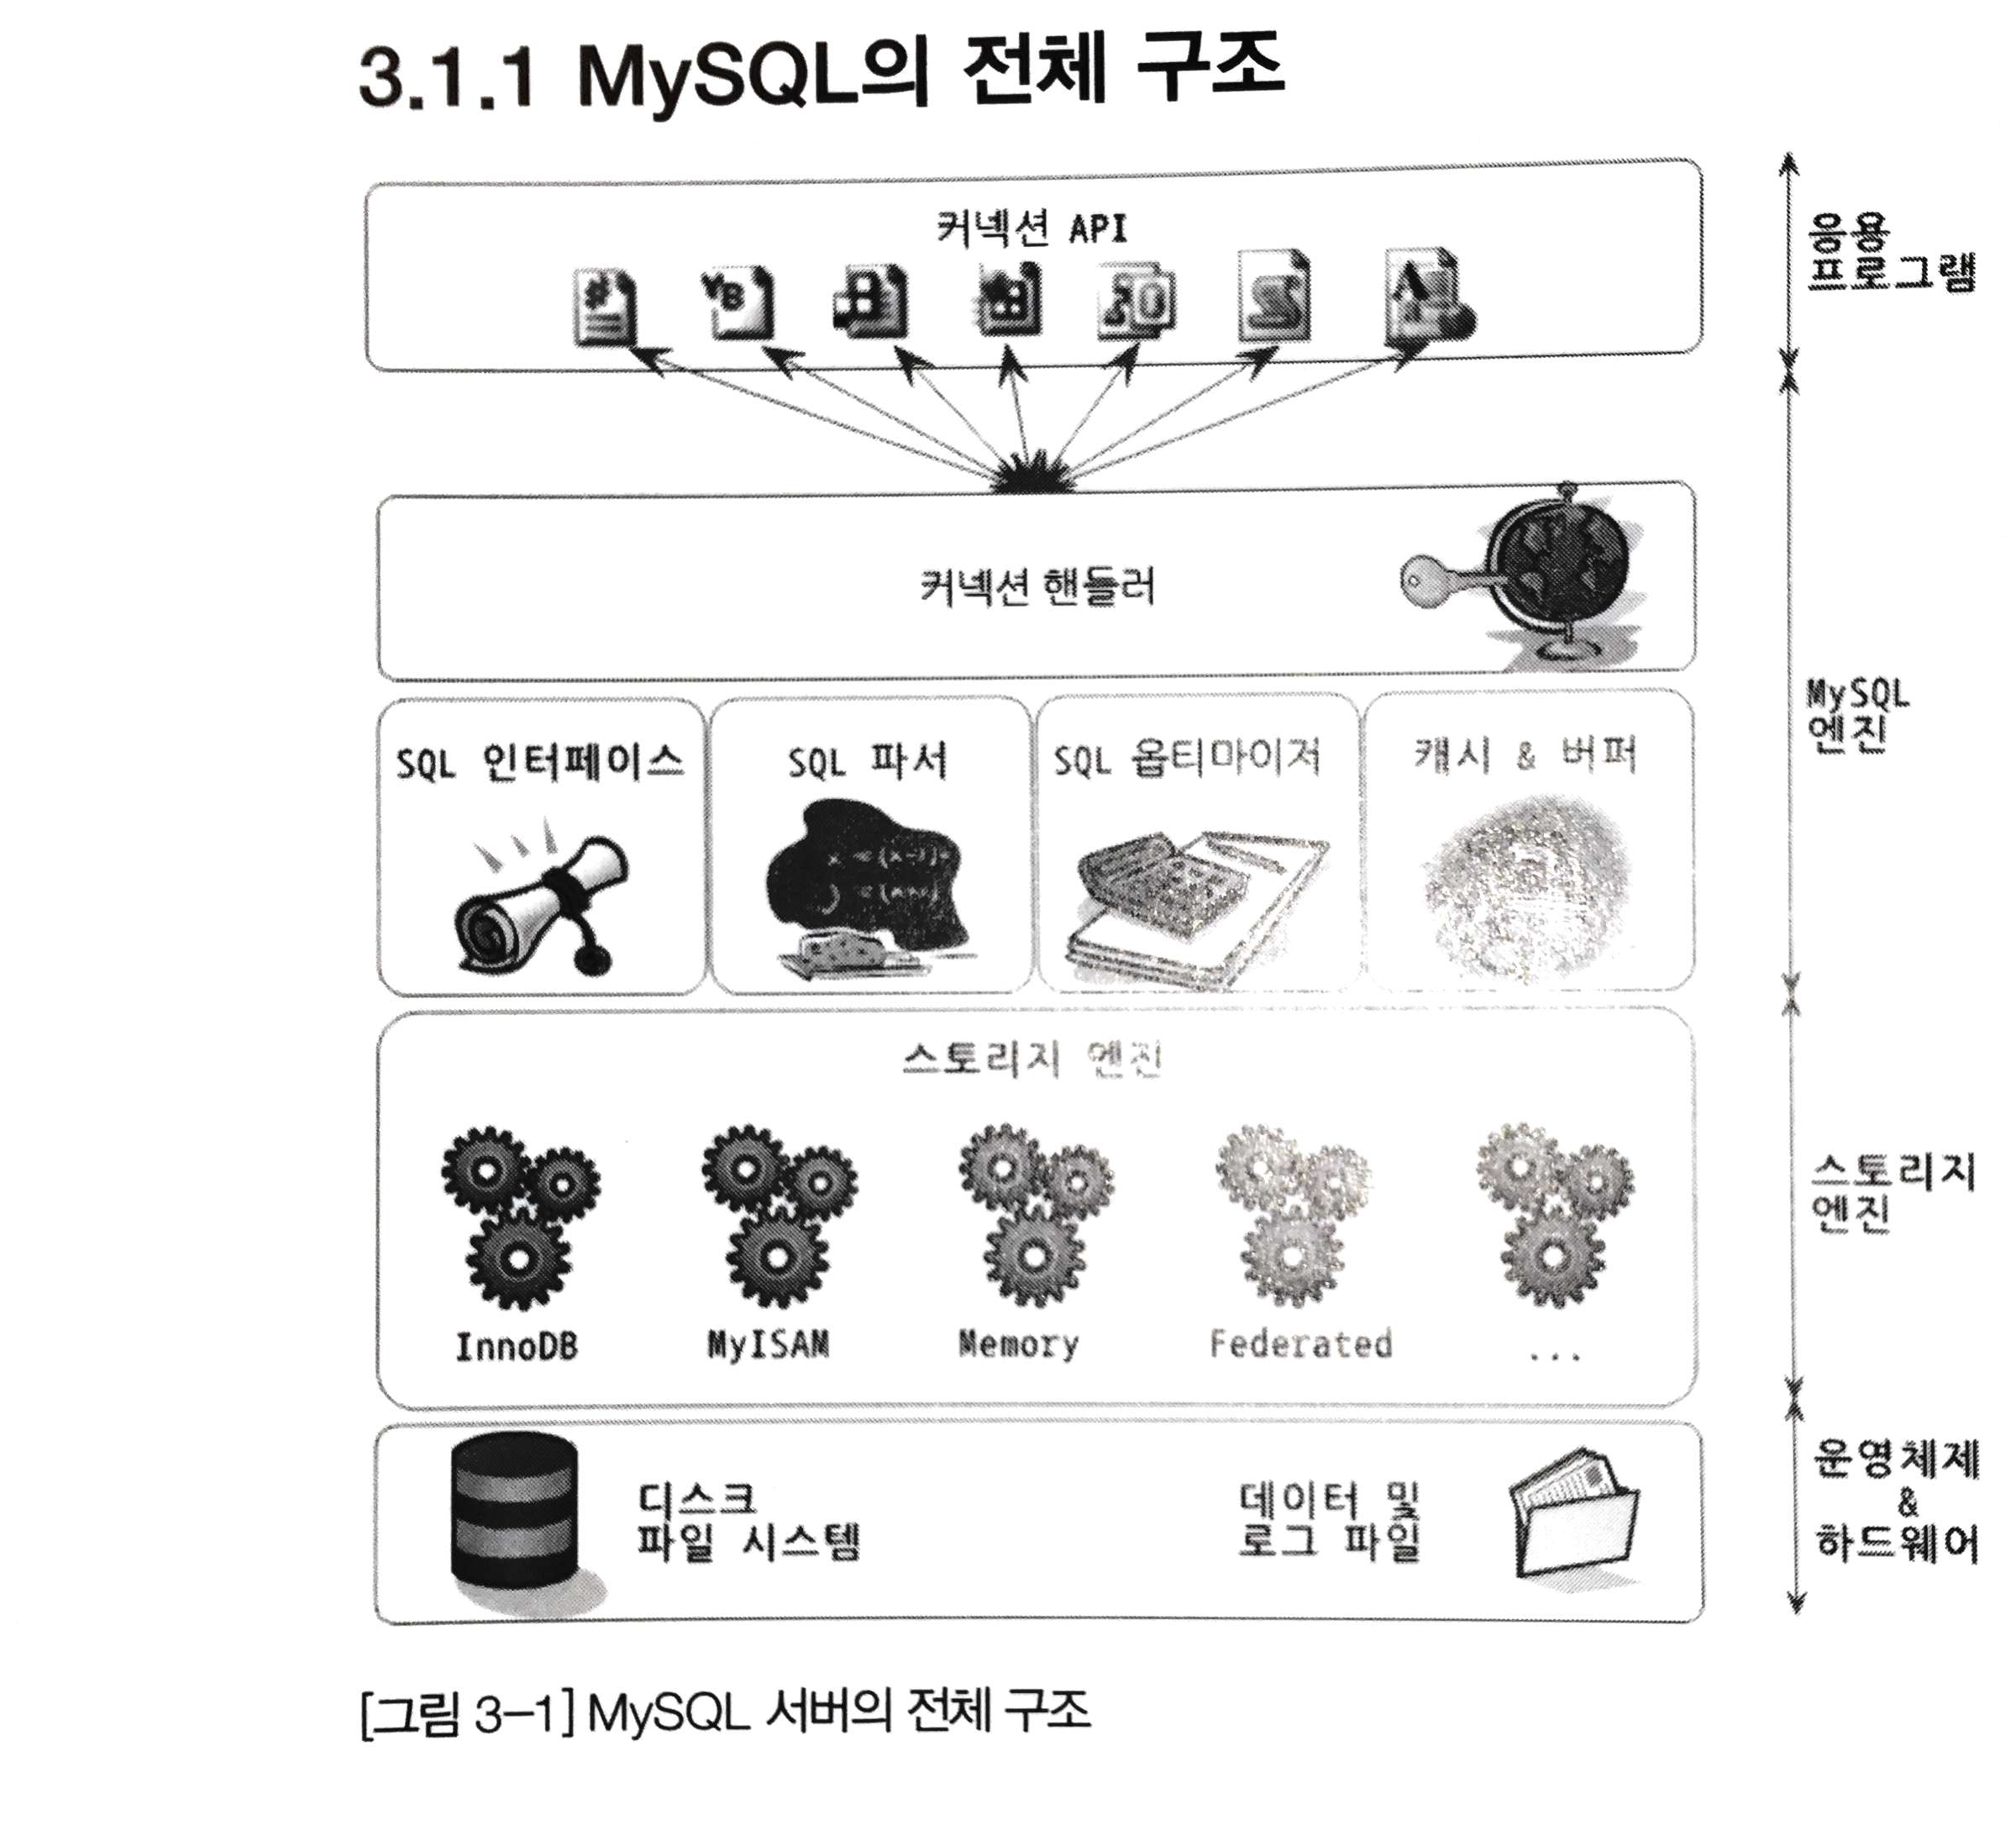 3.1.1 MySQL의 전체 구조
커넥션 API
응용
프로그램
커넥션 핸들러
MySQL
엔진
SQL 인터페이스
SQL 파서
SQL 옵티마이저
캐시 & 버퍼
스토리지 엔진
InnoDB
MyISAM
Memory
Federated
...
스토리지
엔진
디스크
파일 시스템
데이터 및
로그 파일
운영체제
&
하드웨어
[그림 3-1] MySQL 서버의 전체 구조